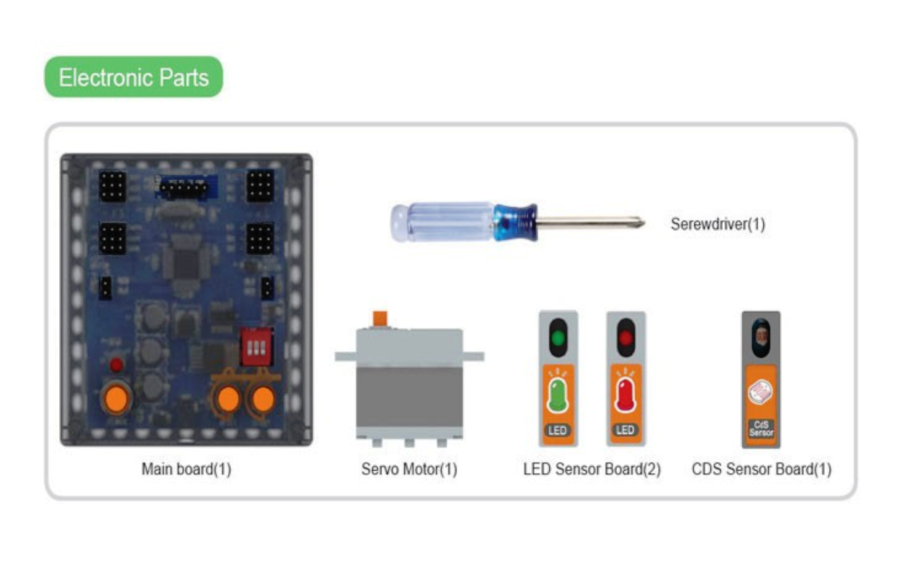 Electronic Parts
Serewdriver(1)
LED
LED
CdS
Sensor
Main board(1)
Servo Motor(1)
LED Sensor Board(2)
CDS Sensor Board(1)